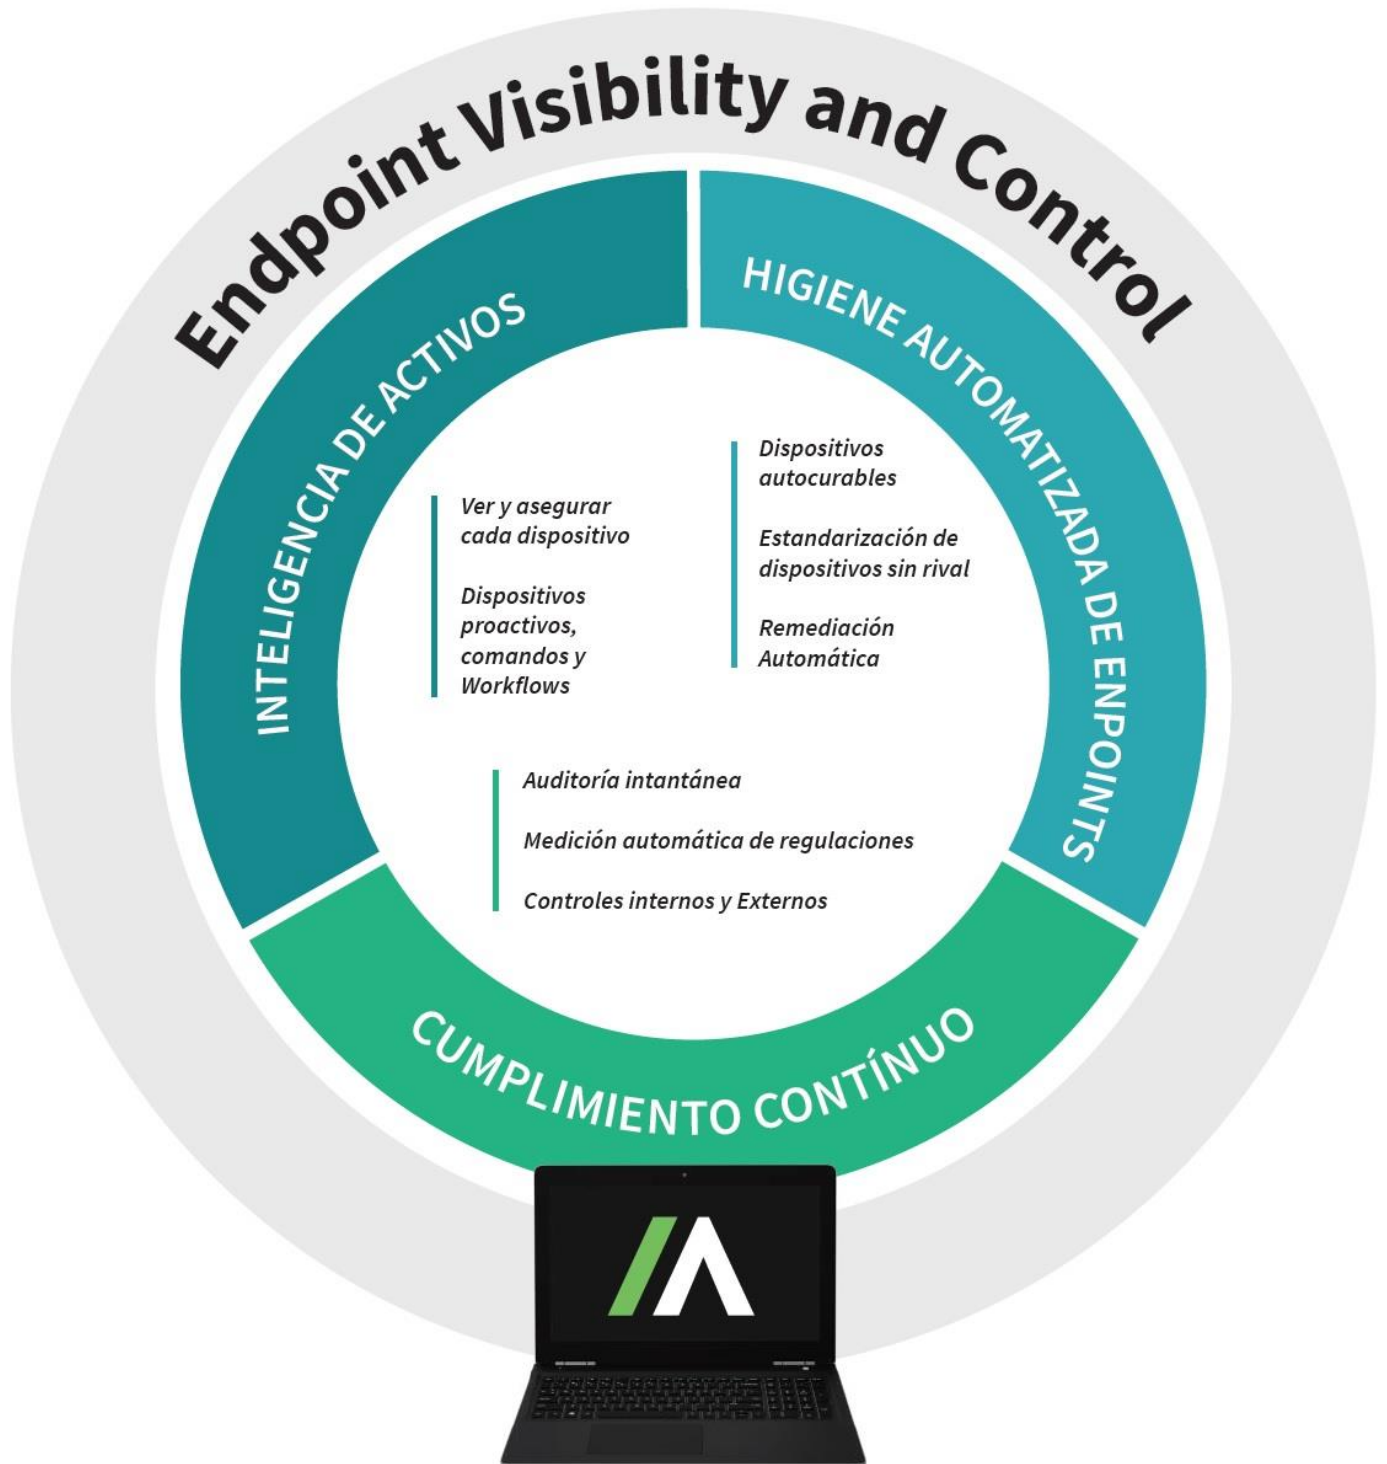 Endpoint Visibility and Control
INTELIGENCIA DE ACTIVOS
HIGIENE AUTOMATIZADA DE ENPOINTS
Ver y asegurar
cada dispositivo
Dispositivos
proactivos,
comandos y
Workflows
Dispositivos
autocurables
Estandarización de
dispositivos sin rival
Remediación
Automática
Auditoría intantánea
Medición automática de regulaciones
Controles internos y Externos
CUMPLIMIENTO CONTÍNUO